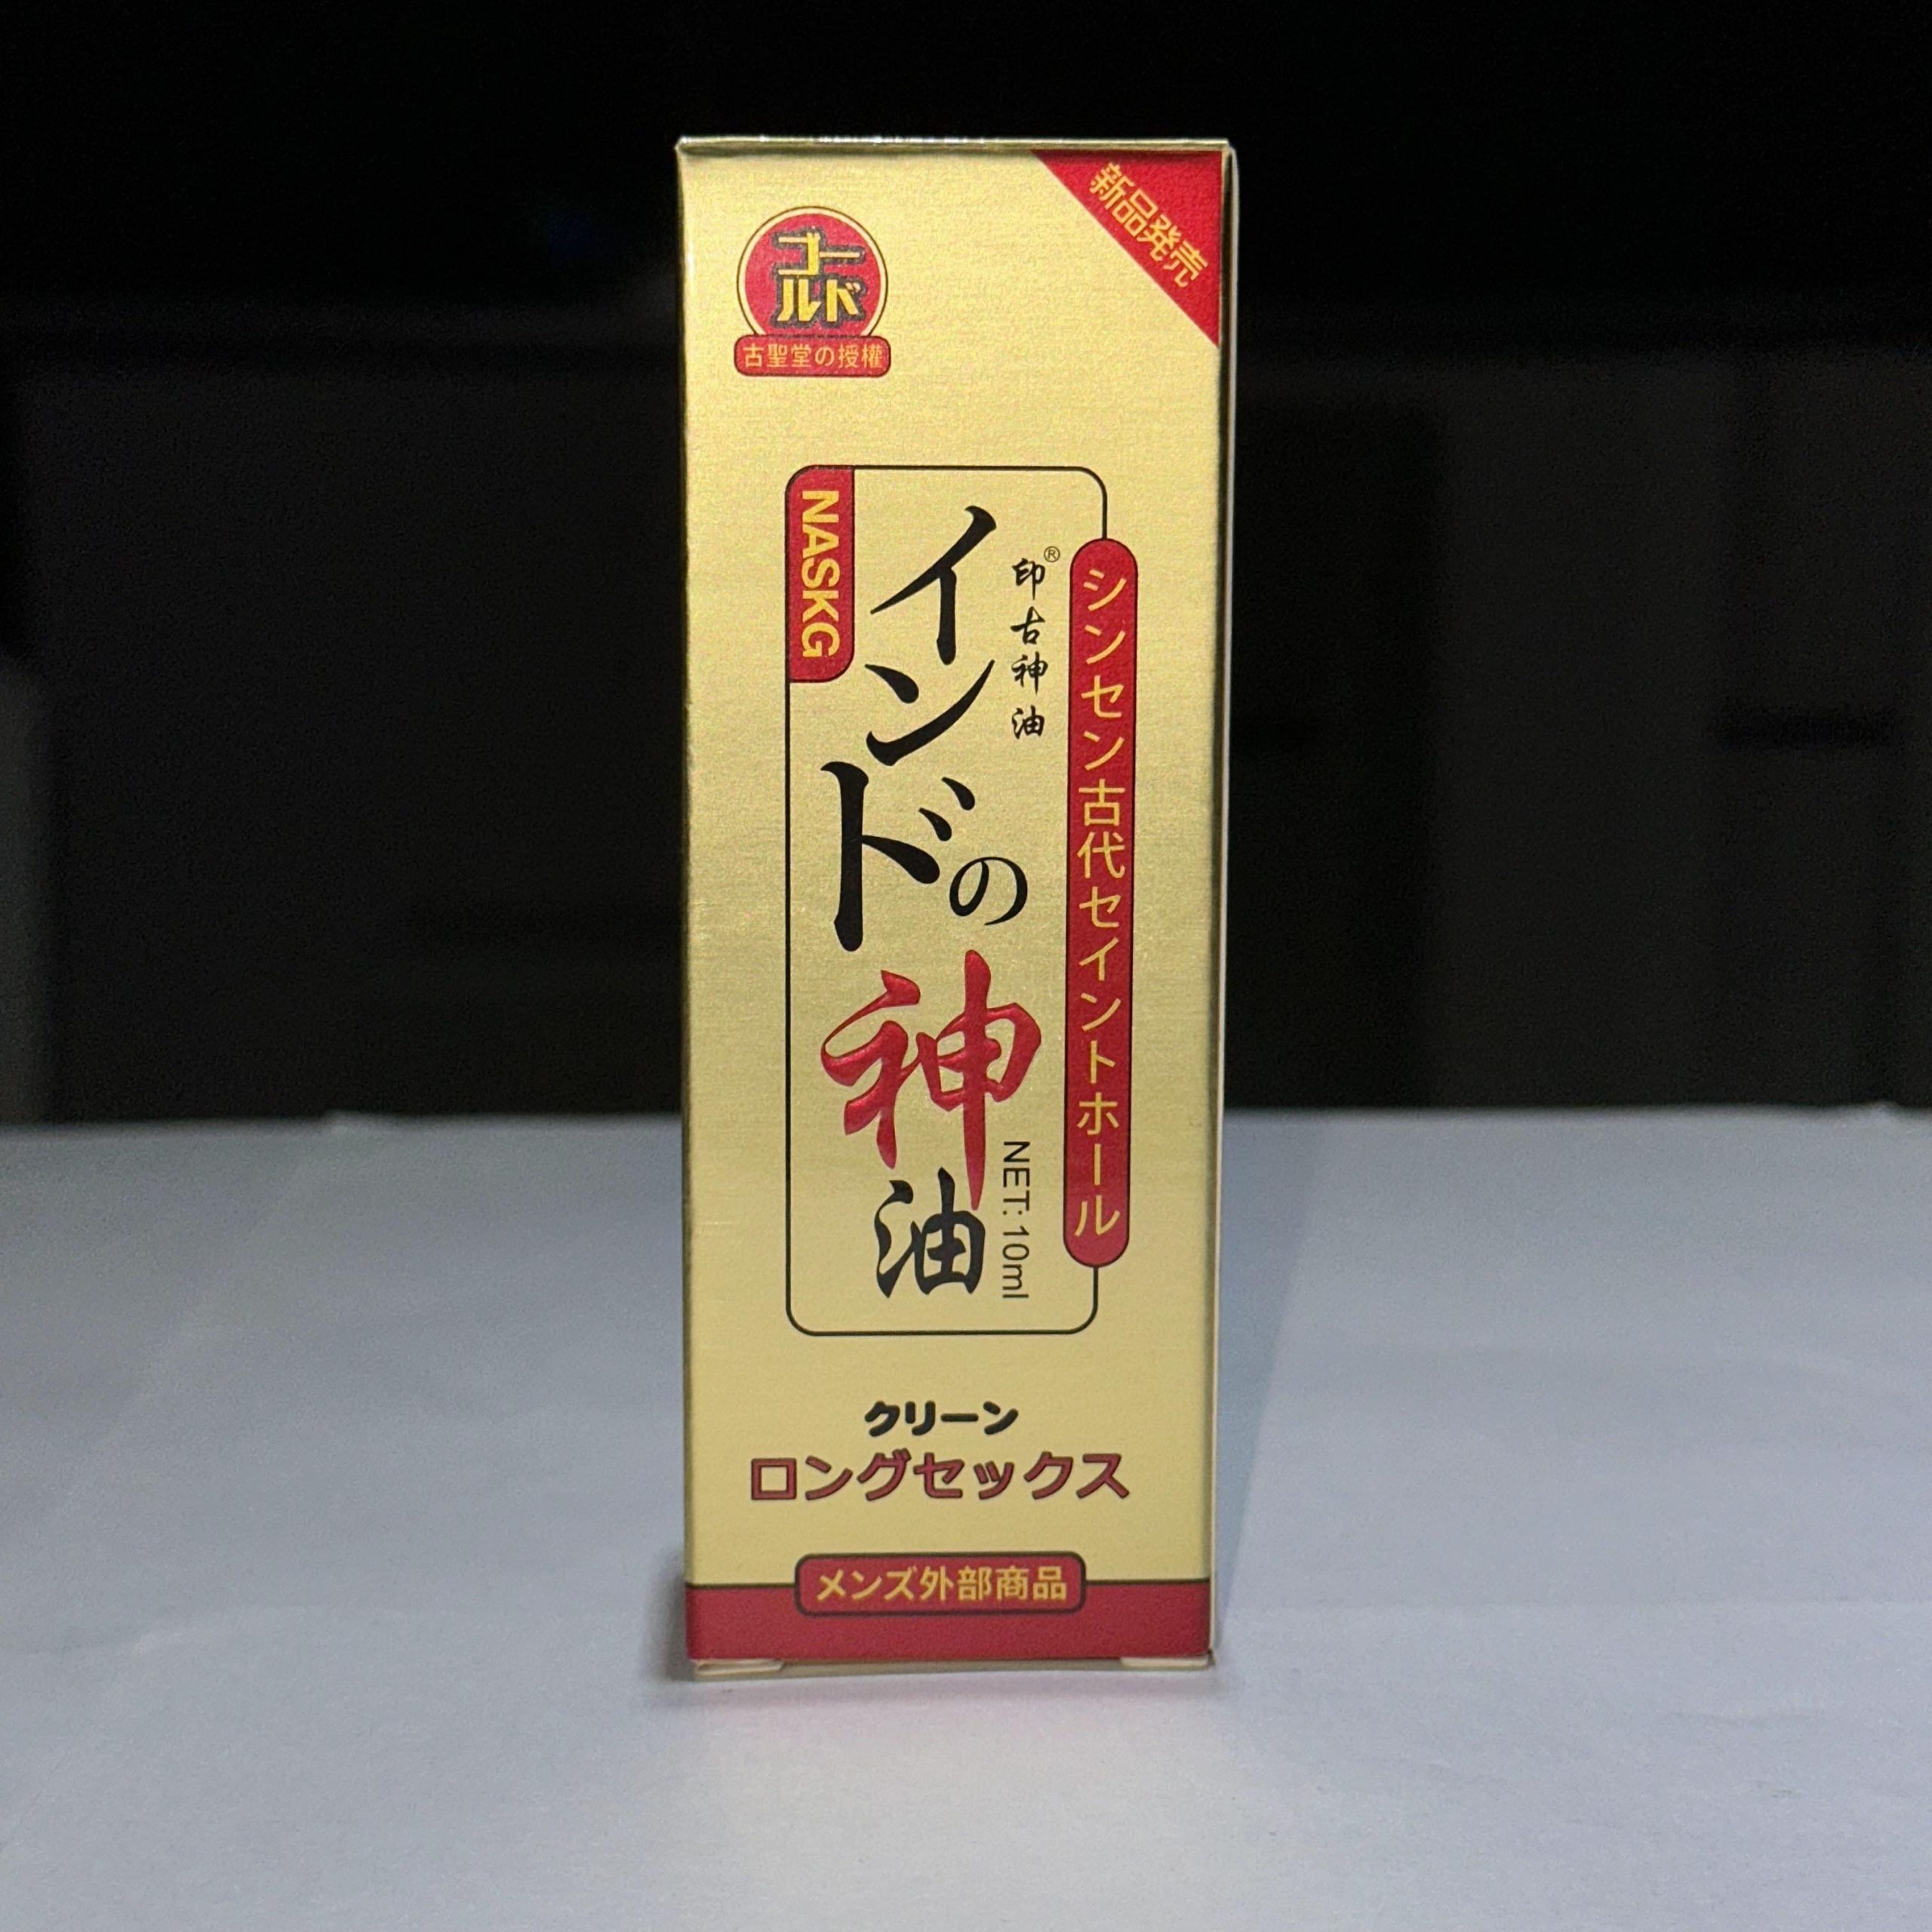 新品発売
ゴー
ルド
古聖堂の授權
NASKG
印古神油®
シンセン古代セイントホール
インドの神油
NET: 10ml
クリーン
ロングセックス
メンズ外部商品